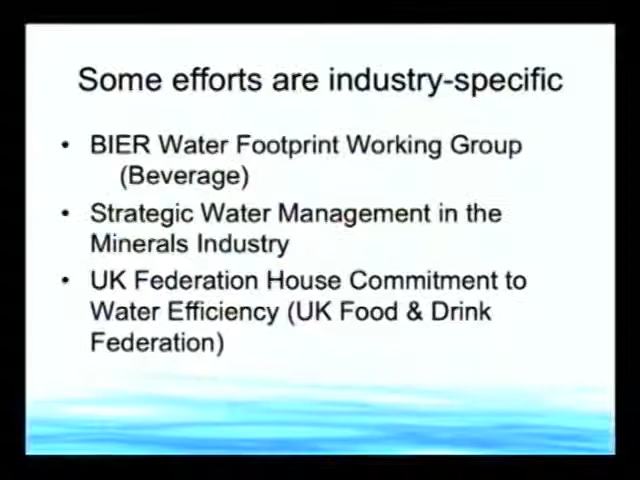 Some efforts are industry-specific
• BIER Water Footprint Working Group
(Beverage)
• Strategic Water Management in the
Minerals Industry
• UK Federation House Commitment to
Water Efficiency (UK Food & Drink
Federation)